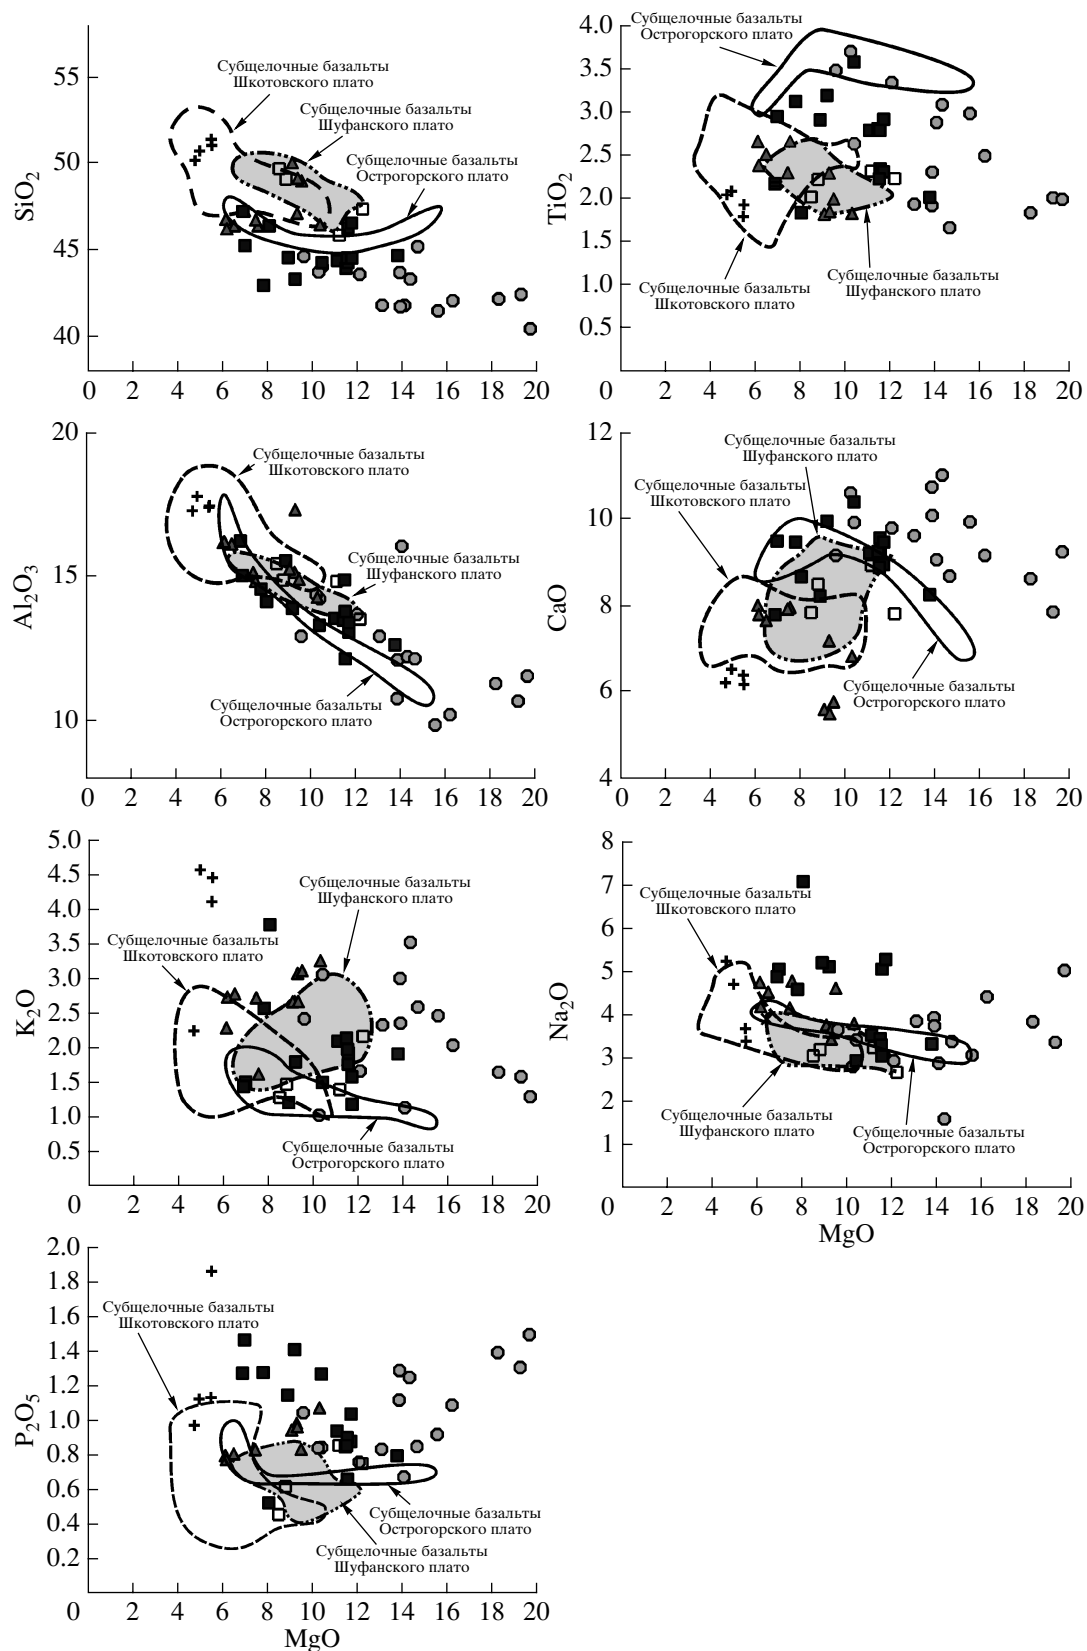 SiO2
55
50
45
40
0 2 4 6 8 10 12 14 16 18 20
Субщелочные базальты
Шкотовского плато
Субщелочные базальты
Шуфанского плато
Субщелочные базальты
Острогорского плато
TiO2
4.0
3.5
3.0
2.5
2.0
1.5
1.0
0.5
0 2 4 6 8 10 12 14 16 18 20
Субщелочные базальты
Острогорского плато
Субщелочные базальты
Шуфанского плато
Субщелочные базальты
Шкотовского плато
Al2O3
20
15
10
0 2 4 6 8 10 12 14 16 18 20
Субщелочные базальты
Шкотовского плато
Субщелочные базальты
Шуфанского плато
Субщелочные базальты
Острогорского плато
CaO
12
10
8
6
4
0 2 4 6 8 10 12 14 16 18 20
Субщелочные базальты
Шуфанского плато
Субщелочные базальты
Шкотовского плато
Субщелочные базальты
Острогорского плато
K2O
5.0
4.5
4.0
3.5
3.0
2.5
2.0
1.5
1.0
0.5
0 2 4 6 8 10 12 14 16 18 20
Субщелочные базальты
Шуфанского плато
Субщелочные базальты
Шкотовского плато
Субщелочные базальты
Острогорского плато
Na2O
8
7
6
5
4
3
2
1
0 2 4 6 8 10 12 14 16 18 20
MgO
Субщелочные базальты
Шкотовского плато
Субщелочные базальты
Шуфанского плато
Субщелочные базальты
Острогорского плато
P2O5
2.0
1.8
1.6
1.4
1.2
1.0
0.8
0.6
0.4
0.2
0 2 4 6 8 10 12 14 16 18 20
MgO
Субщелочные базальты
Шкотовского плато
Субщелочные базальты
Острогорского плато
Субщелочные базальты
Шуфанского плато